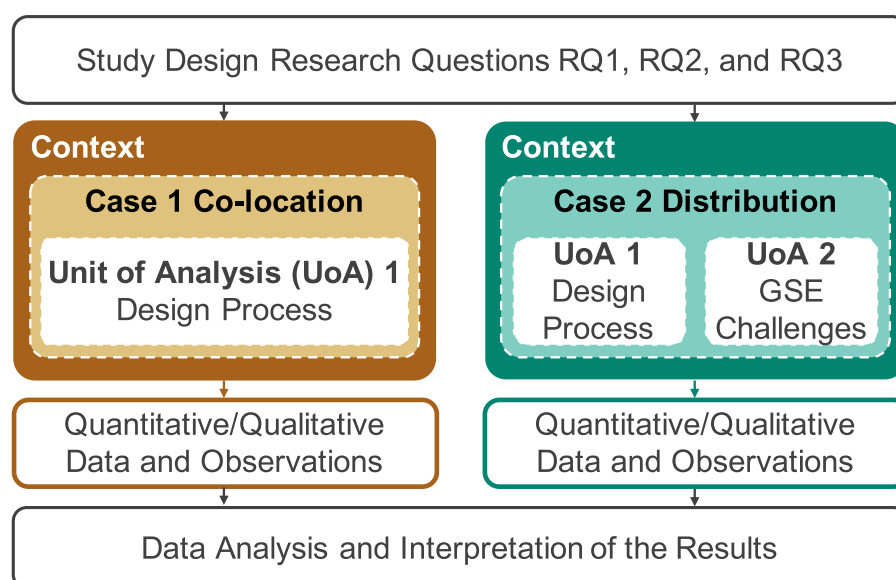 Study Design Research Questions RQ1, RQ2, and RQ3
Context
Case 1 Co-location
Unit of Analysis (UoA) 1
Design Process
Context
Case 2 Distribution
UoA 1
Design
Process
UoA 2
GSE
Challenges
Quantitative/Qualitative
Data and Observations
Quantitative/Qualitative
Data and Observations
Data Analysis and Interpretation of the Results